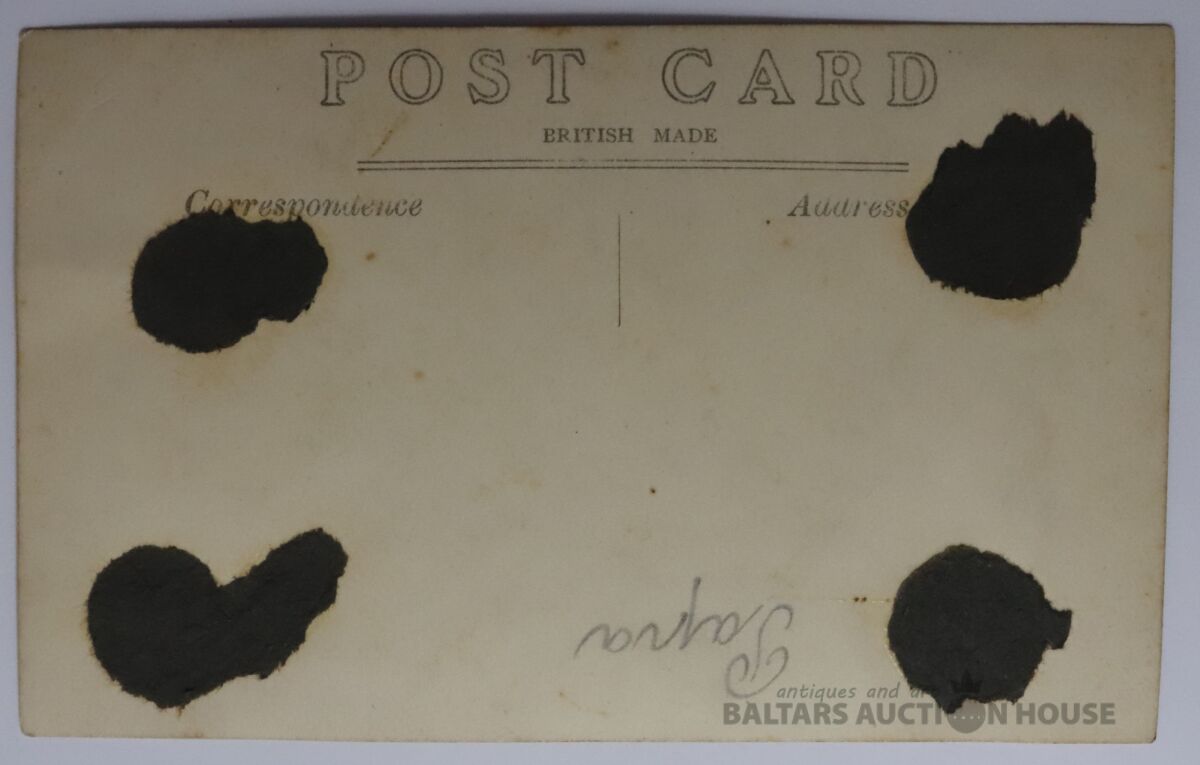 POST CARD
BRITISH MADE
Correspondence
Address
antiques and
BALTARS AUCTION HOUSE